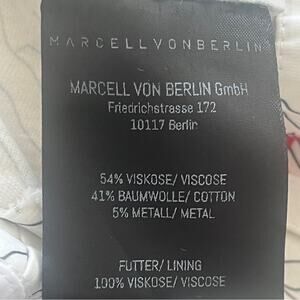 MARCELLVONBERLIN
MARCELL VON BERLIN GmbH
Friedrichstrasse 172
10117 Berlin
54% VISKOSE/ VISCOSE
41% BAUMWOLLE/ COTTON
5% METALL/ METAL
FUTTER/ LINING
100% VISKOSE/ VISCOSE